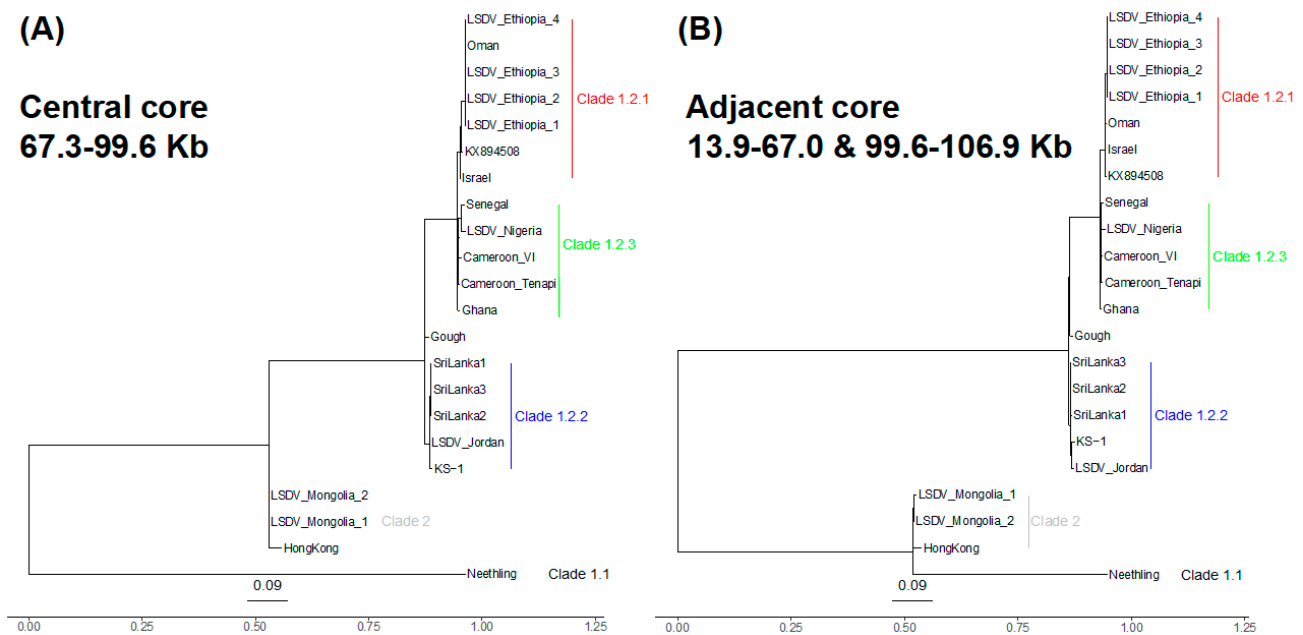 (A)
Central core
67.3-99.6 Kb
LSDV_Ethiopia_4
Oman
LSDV_Ethiopia_3
LSDV_Ethiopia_2
LSDV_Ethiopia_1
KX894508
Israel
Clade 1.2.1
Senegal
LSDV_Nigeria
Cameroon_VI
Cameroon_Tenapi
Ghana
Clade 1.2.3
Gough
SriLanka1
SriLanka3
SriLanka2
LSDV_Jordan
KS-1
Clade 1.2.2
LSDV_Mongolia_2
LSDV_Mongolia_1 Clade 2
HongKong
Neethling Clade 1.1
0.09
0.00 0.25 0.50 0.75 1.00 1.25
(B)
Adjacent core
13.9-67.0 & 99.6-106.9 Kb
LSDV_Ethiopia_4
LSDV_Ethiopia_3
LSDV_Ethiopia_2
LSDV_Ethiopia_1
Oman
Israel
KX894508
Clade 1.2.1
Senegal
LSDV_Nigeria
Cameroon_VI
Cameroon_Tenapi
Ghana
Clade 1.2.3
Gough
SriLanka3
SriLanka2
SriLanka1
KS-1
LSDV_Jordan
Clade 1.2.2
LSDV_Mongolia_1
LSDV_Mongolia_2 Clade 2
HongKong
Neethling Clade 1.1
0.09
0.00 0.25 0.50 0.75 1.00 1.25